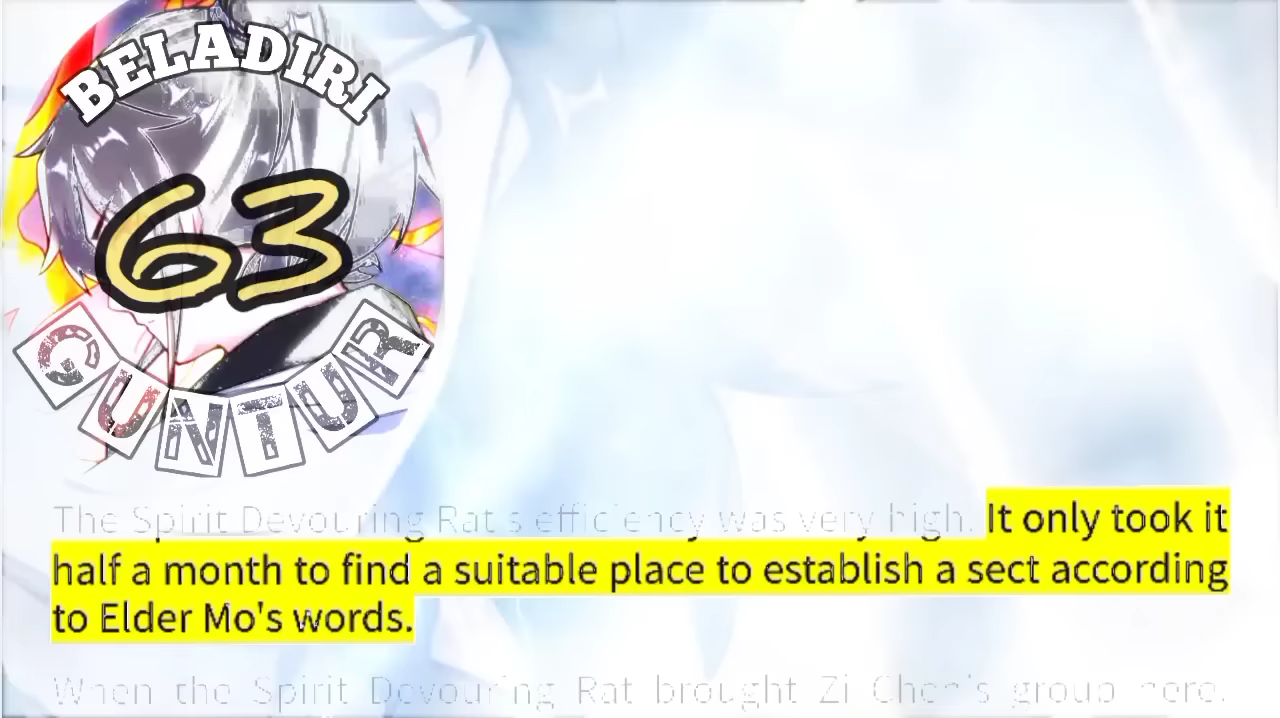 BELADIRI
63
GUNTUR
The Spirit Devouring Rat's efficiency was very high. It only took it
half a month to find a suitable place to establish a sect according
to Elder Mo's words.
When the Spirit Devouring Rat brought Zi Chen's group here.